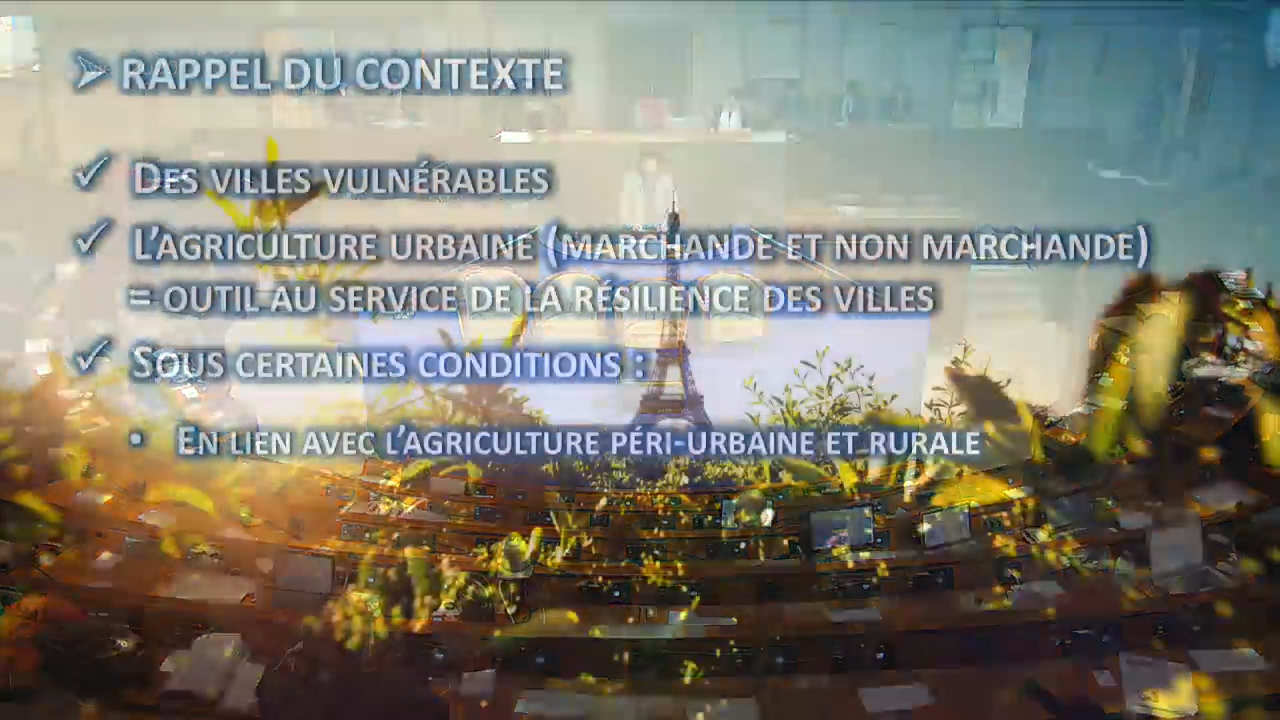 ➢ RAPPEL DU CONTEXTE
✓ DES VILLES VULNÉRABLES
✓ L'AGRICULTURE URBAINE (MARCHANDE ET NON MARCHANDE)
= OUTIL AU SERVICE DE LA RÉSILIENCE DES VILLES
✓ SOUS CERTAINES CONDITIONS :
• EN LIEN AVEC L'AGRICULTURE PÉRI-URBAINE ET RURALE